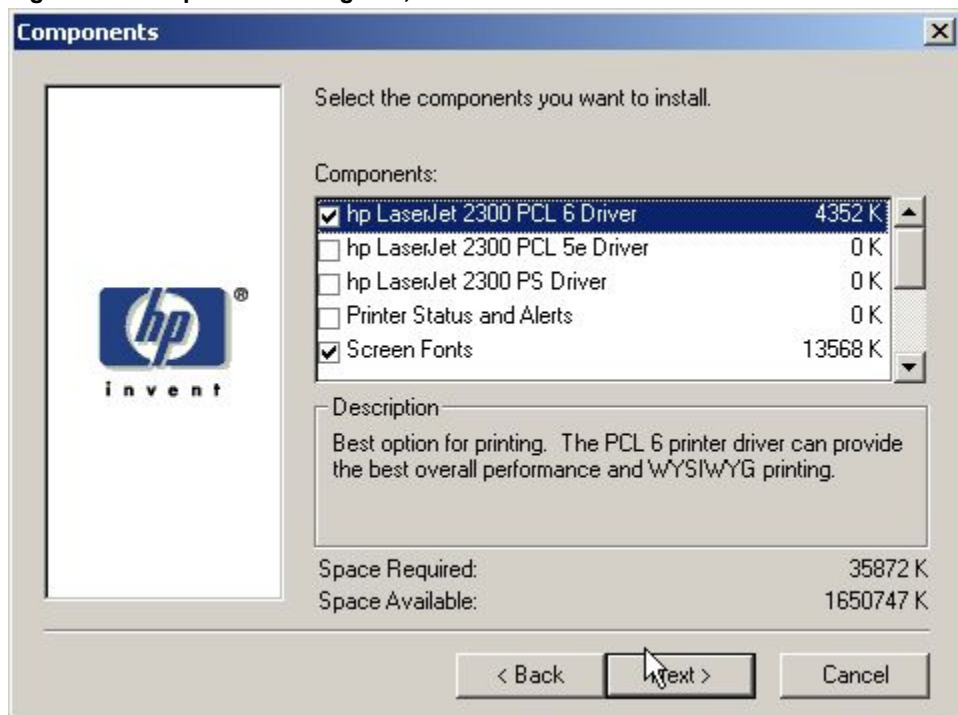 Components
Select the components you want to install.
Components:
hp LaserJet 2300 PCL 6 Driver 4352 K
hp LaserJet 2300 PCL 5e Driver 0 K
hp LaserJet 2300 PS Driver 0 K
Printer Status and Alerts 0 K
Screen Fonts 13568 K
hp ®
invent
Description
Best option for printing. The PCL 6 printer driver can provide
the best overall performance and WYSIWYG printing.
Space Required: 35872 K
Space Available: 1650747 K
< Back Next > Cancel